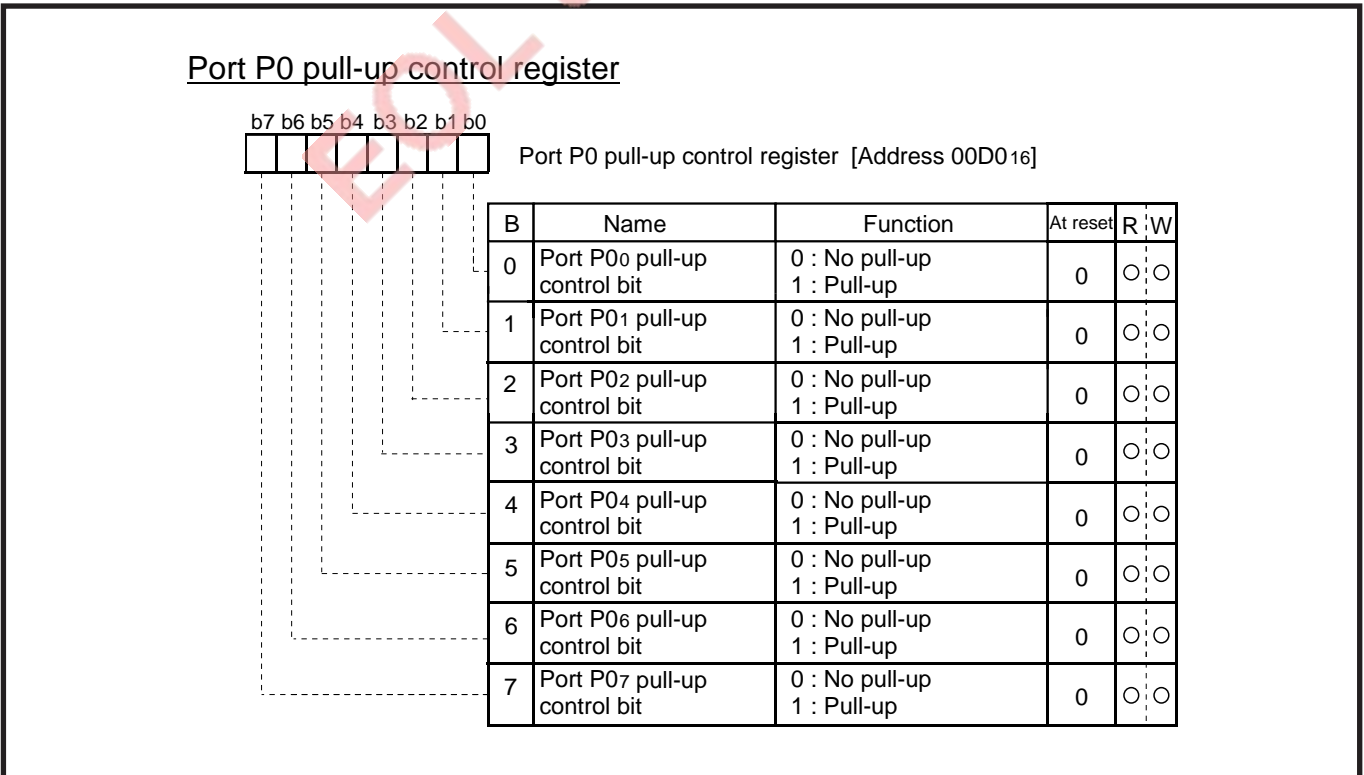 EOL
Port P0 pull-up control register
b7 b6 b5 b4 b3 b2 b1 b0
Port P0 pull-up control register [Address 00D016]
B Name Function At reset R W
0 Port P00 pull-up control bit 0 : No pull-up 1 : Pull-up 0 ○ ○
1 Port P01 pull-up control bit 0 : No pull-up 1 : Pull-up 0 ○ ○
2 Port P02 pull-up control bit 0 : No pull-up 1 : Pull-up 0 ○ ○
3 Port P03 pull-up control bit 0 : No pull-up 1 : Pull-up 0 ○ ○
4 Port P04 pull-up control bit 0 : No pull-up 1 : Pull-up 0 ○ ○
5 Port P05 pull-up control bit 0 : No pull-up 1 : Pull-up 0 ○ ○
6 Port P06 pull-up control bit 0 : No pull-up 1 : Pull-up 0 ○ ○
7 Port P07 pull-up control bit 0 : No pull-up 1 : Pull-up 0 ○ ○